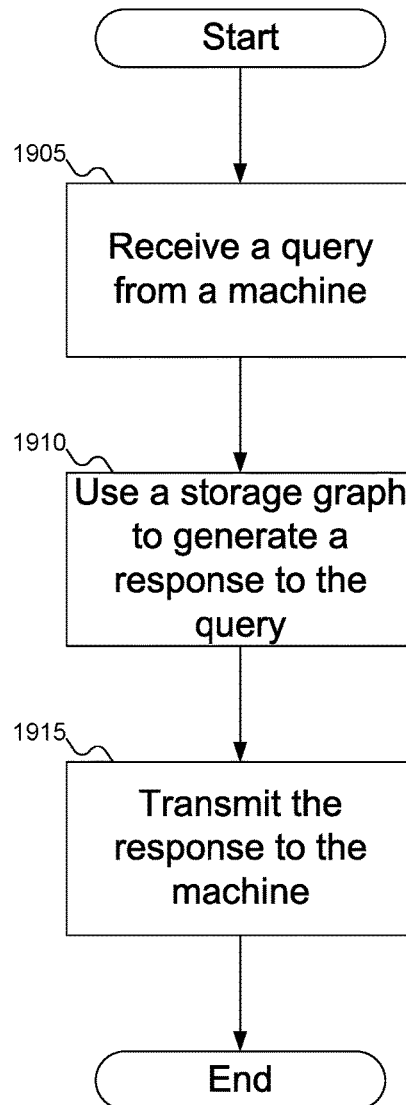 Start
1905
Receive a query
from a machine
1910
Use a storage graph
to generate a
response to the
query
1915
Transmit the
response to the
machine
End